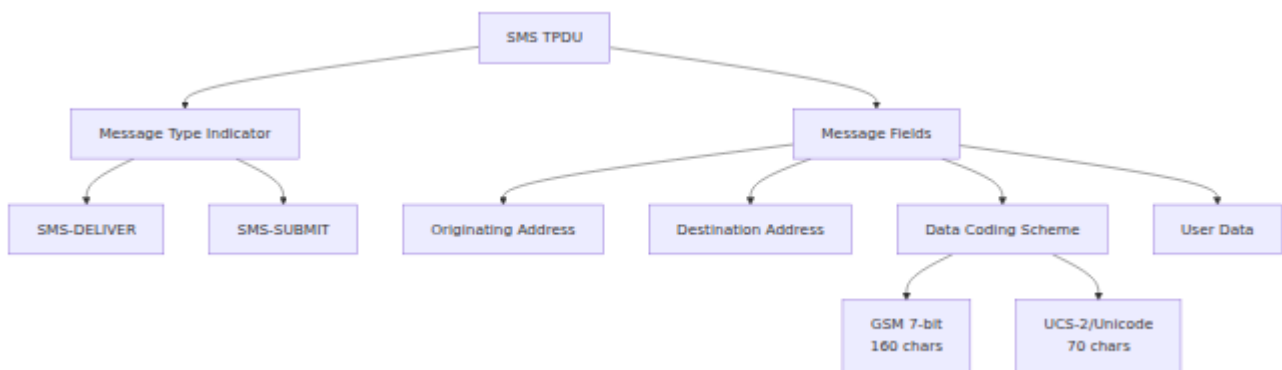 SMS TPDU
Message Type Indicator
Message Fields
SMS-DELIVER
SMS-SUBMIT
Originating Address
Destination Address
Data Coding Scheme
User Data
GSM 7-bit
160 chars
UCS-2/Unicode
70 chars